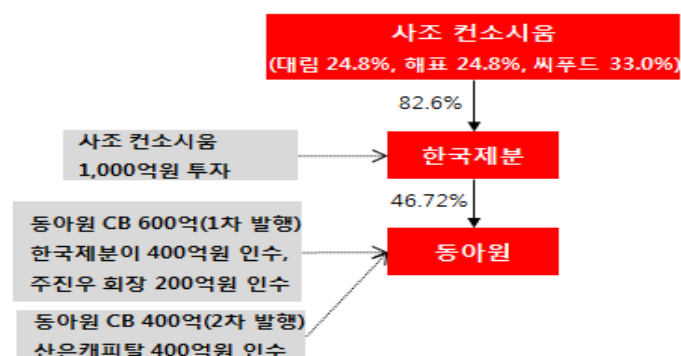 사조 컨소시움
(대림 24.8%, 해표 24.8%, 씨푸드 33.0%)
82.6%
사조 컨소시움
1,000억원 투자
한국제분
46.72%
동아원 CB 600억(1차 발행)
한국제분이 400억원 인수,
주진우 회장 200억원 인수
동아원
동아원 CB 400억(2차 발행)
산은캐피탈 400억원 인수